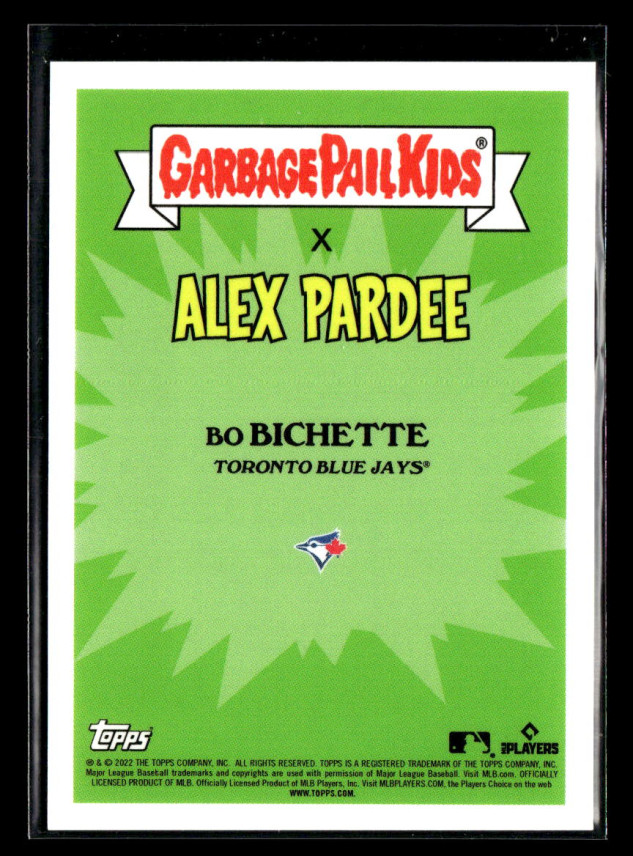 GARBAGE PAIL KIDS®
X
ALEX PARDEE
BO BICHETTE
TORONTO BLUE JAYS®
topps
PLAYERS
® & © 2022 THE TOPPS COMPANY, INC. ALL RIGHTS RESERVED. TOPPS IS A REGISTERED TRADEMARK OF THE TOPPS COMPANY, INC.
Major League Baseball trademarks and copyrights are used with permission of Major League Baseball. Visit MLB.com. OFFICIALLY
LICENSED PRODUCT OF MLB. Officially Licensed Product of MLB Players, Inc. Visit MLBPLAYERS.COM, the Players Choice on the web
WWW.TOPPS.COM.